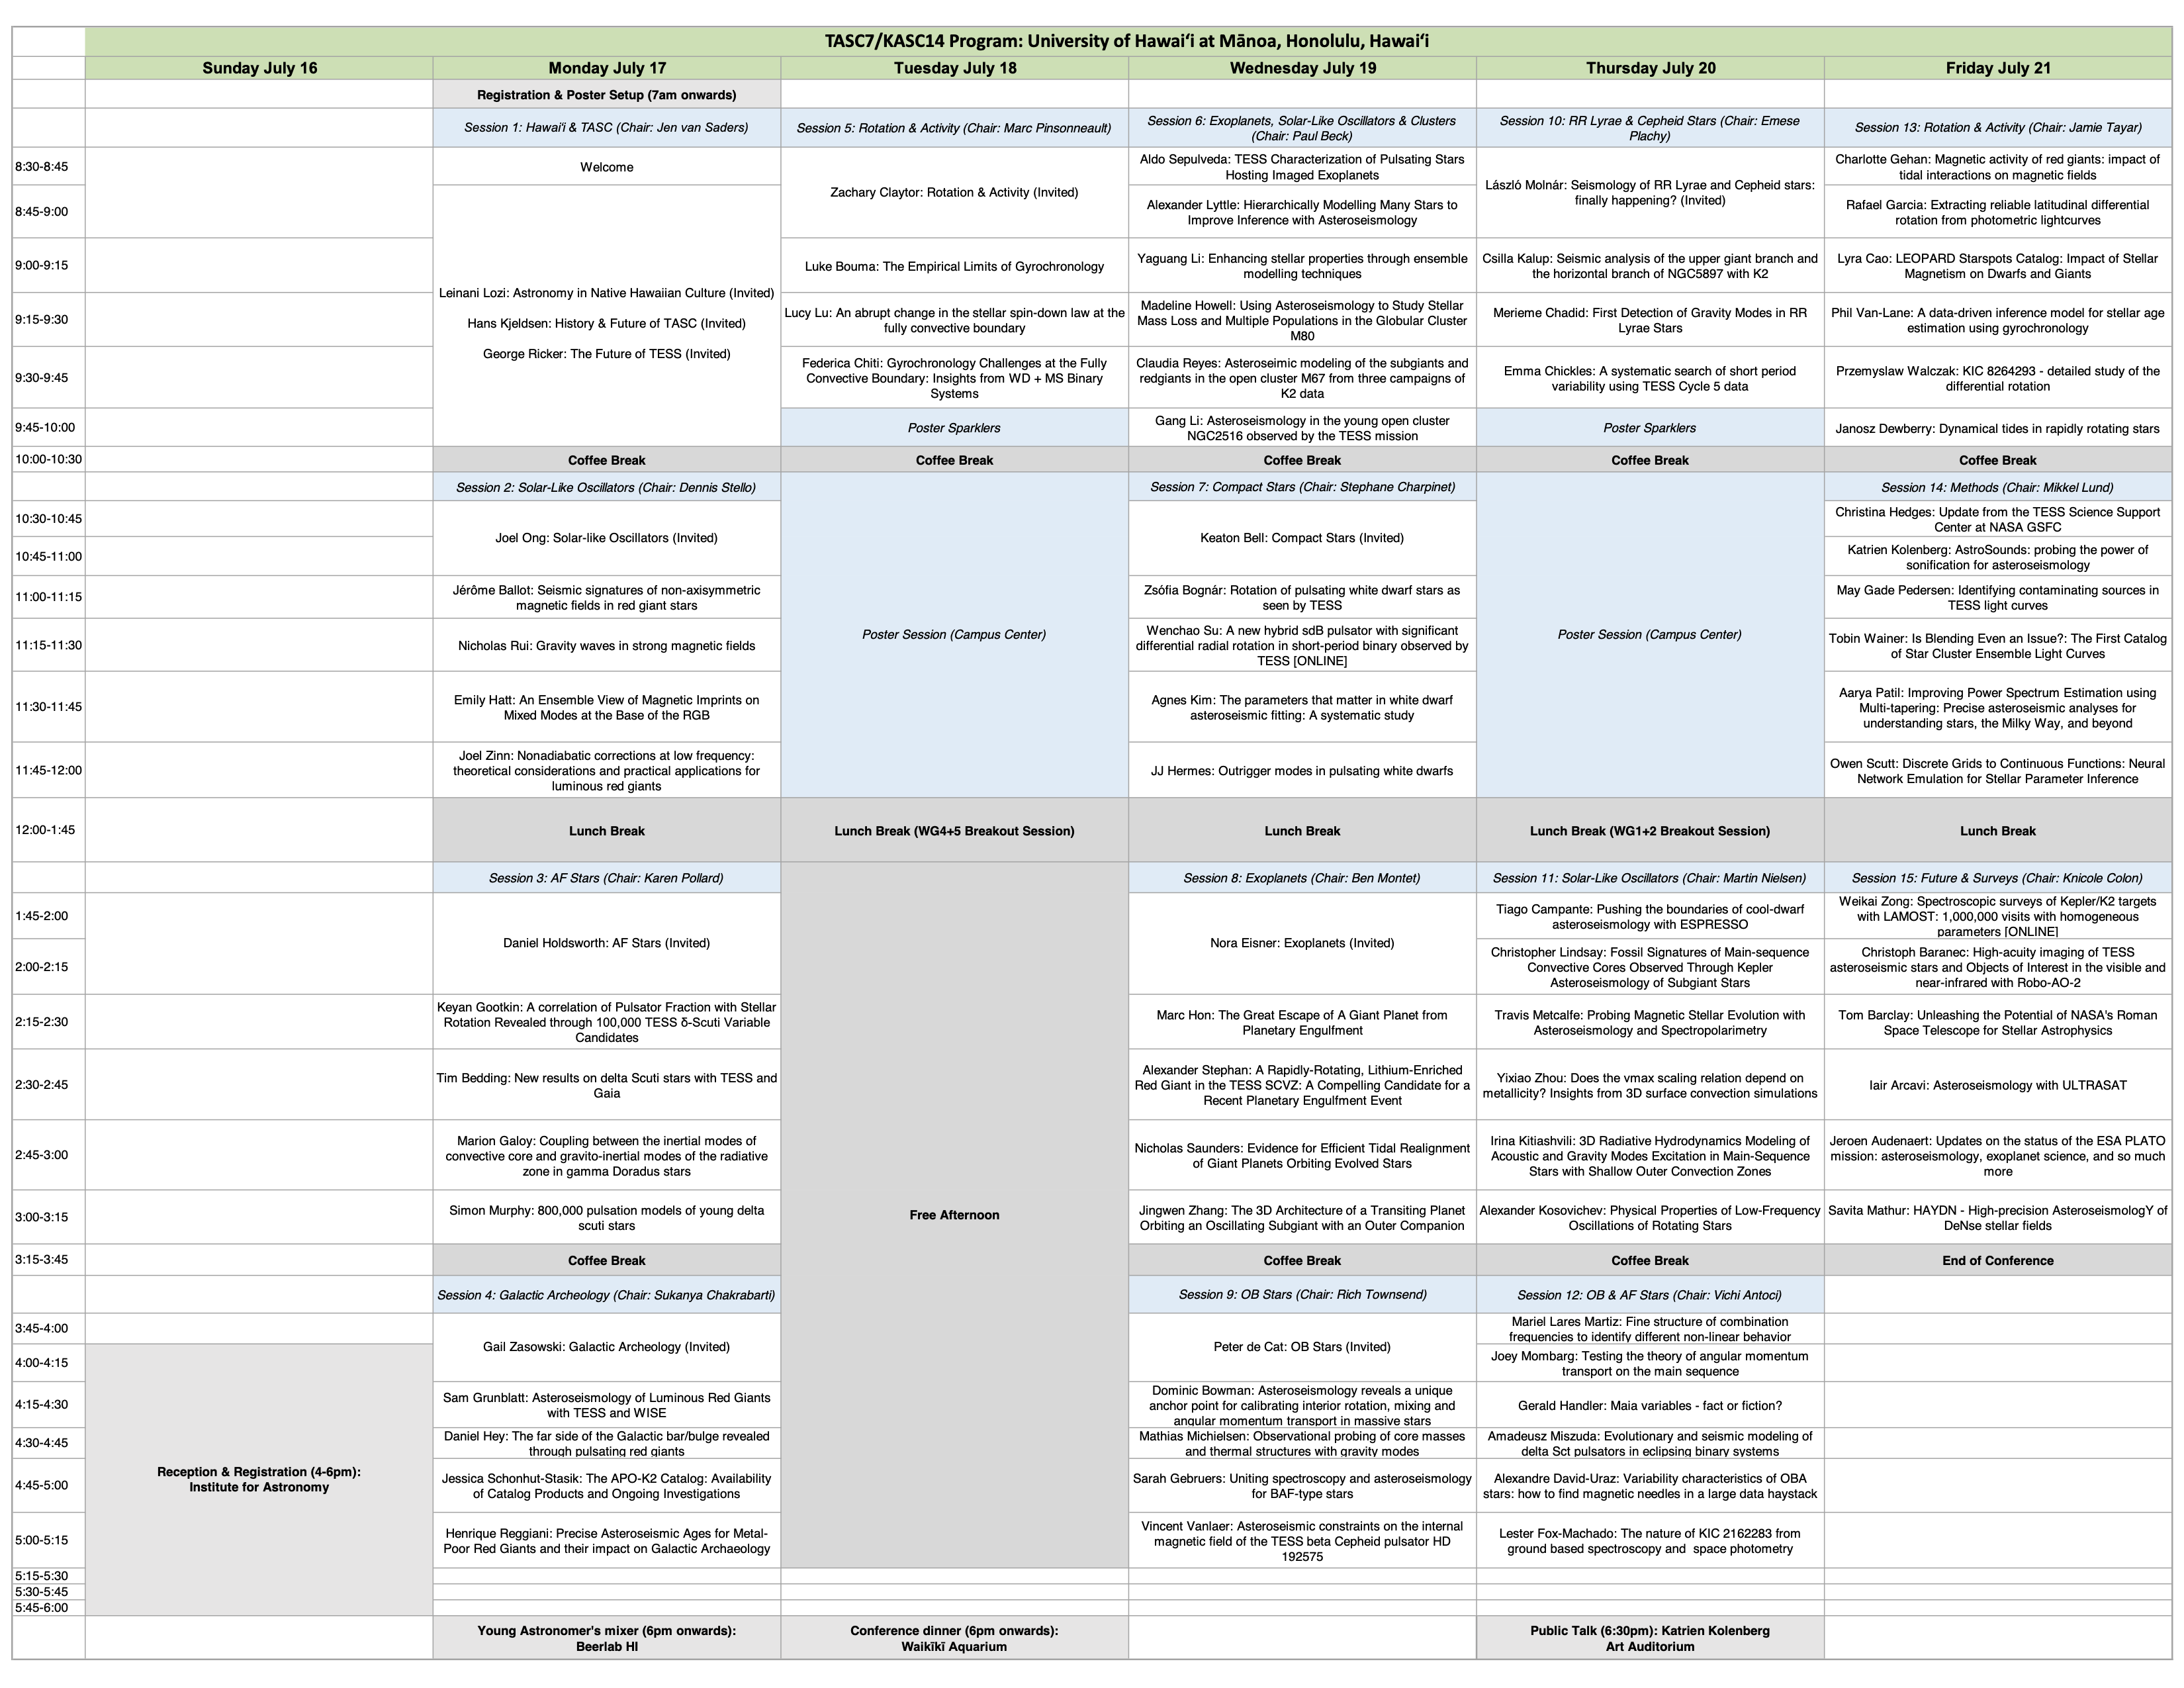 TASC7/KASC14 Program: University of Hawaiʻi at Mānoa, Honolulu, Hawaiʻi
Sunday July 16
Monday July 17
Tuesday July 18
Wednesday July 19
Thursday July 20
Friday July 21
Registration & Poster Setup (7am onwards)
Session 1: Hawai'i & TASC (Chair: Jen van Saders)
Session 5: Rotation & Activity (Chair: Marc Pinsonneault)
Session 6: Exoplanets, Solar-Like Oscillators & Clusters
(Chair: Paul Beck)
Session 10: RR Lyrae & Cepheid Stars (Chair: Emese
Plachy)
Session 13: Rotation & Activity (Chair: Jamie Tayar)
8:30-8:45
Welcome
Zachary Claytor: Rotation & Activity (Invited)
Aldo Sepulveda: TESS Characterization of Pulsating Stars
Hosting Imaged Exoplanets
László Molnár: Seismology of RR Lyrae and Cepheid stars:
finally happening? (Invited)
Charlotte Gehan: Magnetic activity of red giants: impact of
tidal interactions on magnetic fields
8:45-9:00
Leinani Lozi: Astronomy in Native Hawaiian Culture (Invited)
Hans Kjeldsen: History & Future of TASC (Invited)
George Ricker: The Future of TESS (Invited)
Alexander Lyttle: Hierarchically Modelling Many Stars to
Improve Inference with Asteroseismology
Rafael Garcia: Extracting reliable latitudinal differential
rotation from photometric lightcurves
9:00-9:15
Luke Bouma: The Empirical Limits of Gyrochronology
Yaguang Li: Enhancing stellar properties through ensemble
modelling techniques
Csilla Kalup: Seismic analysis of the upper giant branch and
the horizontal branch of NGC5897 with K2
Lyra Cao: LEOPARD Starspots Catalog: Impact of Stellar
Magnetism on Dwarfs and Giants
9:15-9:30
Lucy Lu: An abrupt change in the stellar spin-down law at the
fully convective boundary
Madeline Howell: Using Asteroseismology to Study Stellar
Mass Loss and Multiple Populations in the Globular Cluster
M80
Merieme Chadid: First Detection of Gravity Modes in RR
Lyrae Stars
Phil Van-Lane: A data-driven inference model for stellar age
estimation using gyrochronology
9:30-9:45
Federica Chiti: Gyrochronology Challenges at the Fully
Convective Boundary: Insights from WD + MS Binary
Systems
Claudia Reyes: Asteroseimic modeling of the subgiants and
redgiants in the open cluster M67 from three campaigns of
K2 data
Emma Chickles: A systematic search of short period
variability using TESS Cycle 5 data
Przemyslaw Walczak: KIC 8264293 - detailed study of the
differential rotation
9:45-10:00
Poster Sparklers
Gang Li: Asteroseismology in the young open cluster
NGC2516 observed by the TESS mission
Poster Sparklers
Janosz Dewberry: Dynamical tides in rapidly rotating stars
10:00-10:30
Coffee Break
Coffee Break
Coffee Break
Coffee Break
Coffee Break
Session 2: Solar-Like Oscillators (Chair: Dennis Stello)
Poster Session (Campus Center)
Session 7: Compact Stars (Chair: Stephane Charpinet)
Poster Session (Campus Center)
Session 14: Methods (Chair: Mikkel Lund)
10:30-10:45
Joel Ong: Solar-like Oscillators (Invited)
Keaton Bell: Compact Stars (Invited)
Christina Hedges: Update from the TESS Science Support
Center at NASA GSFC
10:45-11:00
Katrien Kolenberg: AstroSounds: probing the power of
sonification for asteroseismology
11:00-11:15
Jérôme Ballot: Seismic signatures of non-axisymmetric
magnetic fields in red giant stars
Zsófia Bognár: Rotation of pulsating white dwarf stars as
seen by TESS
May Gade Pedersen: Identifying contaminating sources in
TESS light curves
11:15-11:30
Nicholas Rui: Gravity waves in strong magnetic fields
Wenchao Su: A new hybrid sdB pulsator with significant
differential radial rotation in short-period binary observed by
TESS [ONLINE]
Tobin Wainer: Is Blending Even an Issue?: The First Catalog
of Star Cluster Ensemble Light Curves
11:30-11:45
Emily Hatt: An Ensemble View of Magnetic Imprints on
Mixed Modes at the Base of the RGB
Agnes Kim: The parameters that matter in white dwarf
asteroseismic fitting: A systematic study
Aarya Patil: Improving Power Spectrum Estimation using
Multi-tapering: Precise asteroseismic analyses for
understanding stars, the Milky Way, and beyond
11:45-12:00
Joel Zinn: Nonadiabatic corrections at low frequency:
theoretical considerations and practical applications for
luminous red giants
JJ Hermes: Outrigger modes in pulsating white dwarfs
Owen Scutt: Discrete Grids to Continuous Functions: Neural
Network Emulation for Stellar Parameter Inference
12:00-1:45
Lunch Break
Lunch Break (WG4+5 Breakout Session)
Lunch Break
Lunch Break (WG1+2 Breakout Session)
Lunch Break
Session 3: AF Stars (Chair: Karen Pollard)
Free Afternoon
Session 8: Exoplanets (Chair: Ben Montet)
Session 11: Solar-Like Oscillators (Chair: Martin Nielsen)
Session 15: Future & Surveys (Chair: Knicole Colon)
1:45-2:00
Daniel Holdsworth: AF Stars (Invited)
Nora Eisner: Exoplanets (Invited)
Tiago Campante: Pushing the boundaries of cool-dwarf
asteroseismology with ESPRESSO
Weikai Zong: Spectroscopic surveys of Kepler/K2 targets
with LAMOST: 1,000,000 visits with homogeneous
parameters [ONLINE]
2:00-2:15
Christopher Lindsay: Fossil Signatures of Main-sequence
Convective Cores Observed Through Kepler
Asteroseismology of Subgiant Stars
Christoph Baranec: High-acuity imaging of TESS
asteroseismic stars and Objects of Interest in the visible and
near-infrared with Robo-AO-2
2:15-2:30
Keyan Gootkin: A correlation of Pulsator Fraction with Stellar
Rotation Revealed through 100,000 TESS δ-Scuti Variable
Candidates
Marc Hon: The Great Escape of A Giant Planet from
Planetary Engulfment
Travis Metcalfe: Probing Magnetic Stellar Evolution with
Asteroseismology and Spectropolarimetry
Tom Barclay: Unleashing the Potential of NASA's Roman
Space Telescope for Stellar Astrophysics
2:30-2:45
Tim Bedding: New results on delta Scuti stars with TESS and
Gaia
Alexander Stephan: A Rapidly-Rotating, Lithium-Enriched
Red Giant in the TESS SCVZ: A Compelling Candidate for a
Recent Planetary Engulfment Event
Yixiao Zhou: Does the νmax scaling relation depend on
metallicity? Insights from 3D surface convection simulations
Iair Arcavi: Asteroseismology with ULTRASAT
2:45-3:00
Marion Galoy: Coupling between the inertial modes of
convective core and gravito-inertial modes of the radiative
zone in gamma Doradus stars
Nicholas Saunders: Evidence for Efficient Tidal Realignment
of Giant Planets Orbiting Evolved Stars
Irina Kitiashvili: 3D Radiative Hydrodynamics Modeling of
Acoustic and Gravity Modes Excitation in Main-Sequence
Stars with Shallow Outer Convection Zones
Jeroen Audenaert: Updates on the status of the ESA PLATO
mission: asteroseismology, exoplanet science, and so much
more
3:00-3:15
Simon Murphy: 800,000 pulsation models of young delta
scuti stars
Jingwen Zhang: The 3D Architecture of a Transiting Planet
Orbiting an Oscillating Subgiant with an Outer Companion
Alexander Kosovichev: Physical Properties of Low-Frequency
Oscillations of Rotating Stars
Savita Mathur: HAYDN - High-precision AsteroseismologY of
DeNse stellar fields
3:15-3:45
Coffee Break
Coffee Break
Coffee Break
End of Conference
Session 4: Galactic Archeology (Chair: Sukanya Chakrabarti)
Session 9: OB Stars (Chair: Rich Townsend)
Session 12: OB & AF Stars (Chair: Vichi Antoci)
3:45-4:00
Gail Zasowski: Galactic Archeology (Invited)
Peter de Cat: OB Stars (Invited)
Mariel Lares Martiz: Fine structure of combination
frequencies to identify different non-linear behavior
4:00-4:15
Reception & Registration (4-6pm):
Institute for Astronomy
Joey Mombarg: Testing the theory of angular momentum
transport on the main sequence
4:15-4:30
Sam Grunblatt: Asteroseismology of Luminous Red Giants
with TESS and WISE
Dominic Bowman: Asteroseismology reveals a unique
anchor point for calibrating interior rotation, mixing and
angular momentum transport in massive stars
Gerald Handler: Maia variables - fact or fiction?
4:30-4:45
Daniel Hey: The far side of the Galactic bar/bulge revealed
through pulsating red giants
Mathias Michielsen: Observational probing of core masses
and thermal structures with gravity modes
Amadeusz Miszuda: Evolutionary and seismic modeling of
delta Sct pulsators in eclipsing binary systems
4:45-5:00
Jessica Schonhut-Stasik: The APO-K2 Catalog: Availability
of Catalog Products and Ongoing Investigations
Sarah Gebruers: Uniting spectroscopy and asteroseismology
for BAF-type stars
Alexandre David-Uraz: Variability characteristics of OBA
stars: how to find magnetic needles in a large data haystack
5:00-5:15
Henrique Reggiani: Precise Asteroseismic Ages for Metal-
Poor Red Giants and their impact on Galactic Archaeology
Vincent Vanlaer: Asteroseismic constraints on the internal
magnetic field of the TESS beta Cepheid pulsator HD
192575
Lester Fox-Machado: The nature of KIC 2162283 from
ground based spectroscopy and space photometry
5:15-5:30
5:30-5:45
5:45-6:00
Young Astronomer's mixer (6pm onwards):
Beerlab HI
Conference dinner (6pm onwards):
Waikīkī Aquarium
Public Talk (6:30pm): Katrien Kolenberg
Art Auditorium